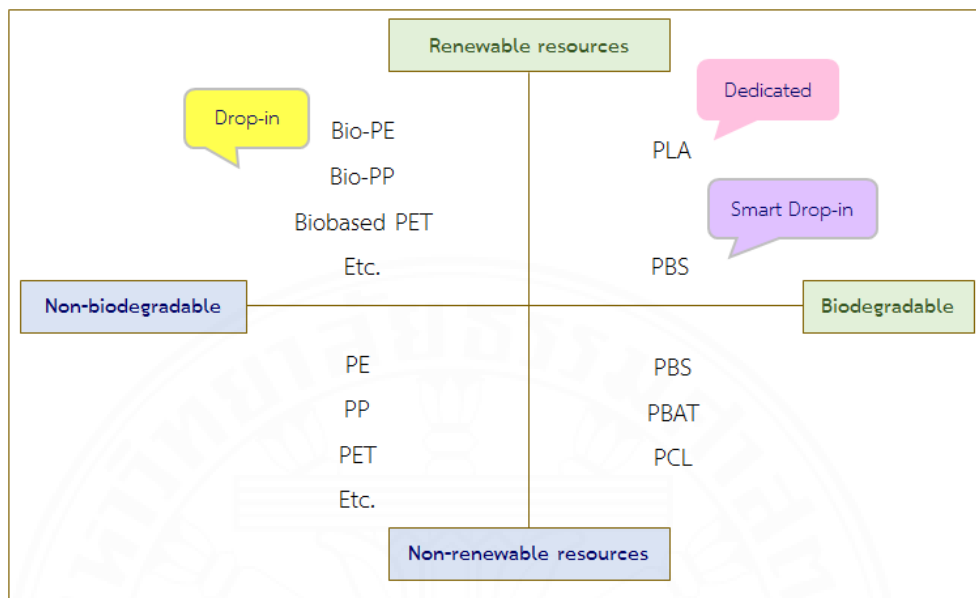 Renewable resources
Drop-in
Dedicated
Bio-PE
PLA
Bio-PP
Biobased PET
Smart Drop-in
Etc.
PBS
Non-biodegradable
Biodegradable
PE
PBS
PP
PBAT
PET
PCL
Etc.
Non-renewable resources